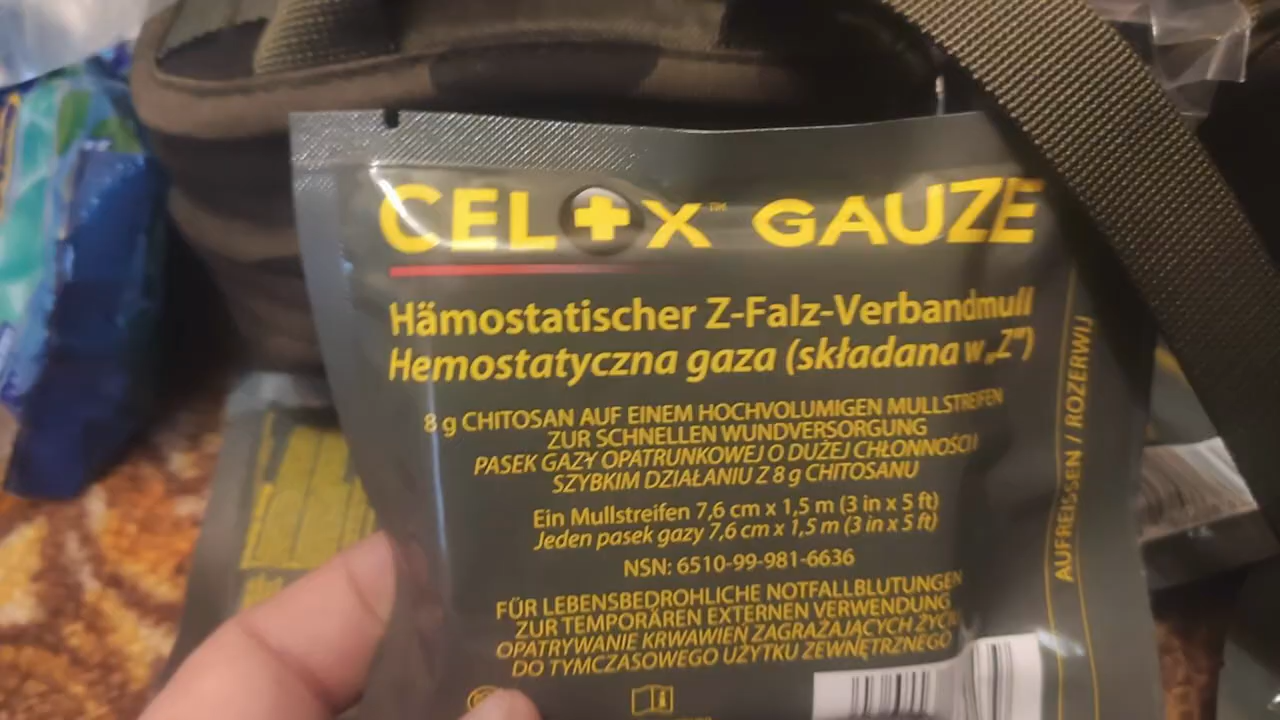 CELOX™ GAUZE
Hämostatischer Z-Falz-Verbandmull
Hemostatyczna gaza (składana w „Z”)
8 g CHITOSAN AUF EINEM HOCHVOLUMIGEN MULLSTREIFEN
ZUR SCHNELLEN WUNDVERSORGUNG
PASEK GAZY OPATRUNKOWEJ O DUŻEJ CHŁONNOŚCI
SZYBKIM DZIAŁANIU Z 8 g CHITOSANU
Ein Mullstreifen 7,6 cm x 1,5 m (3 in x 5 ft)
Jeden pasek gazy 7,6 cm x 1,5 m (3 in x 5 ft)
NSN: 6510-99-981-6636
FÜR LEBENSBEDROHLICHE NOTFALLBLUTUNGEN
ZUR TEMPORÄREN EXTERNEN VERWENDUNG
OPATRYWANIE KRWAWIEŃ ZAGRAŻAJĄCYCH ŻYCIU
DO TYMCZASOWEGO UŻYTKU ZEWNĘTRZNEGO
AUFREISSEN / ROZERWIJ